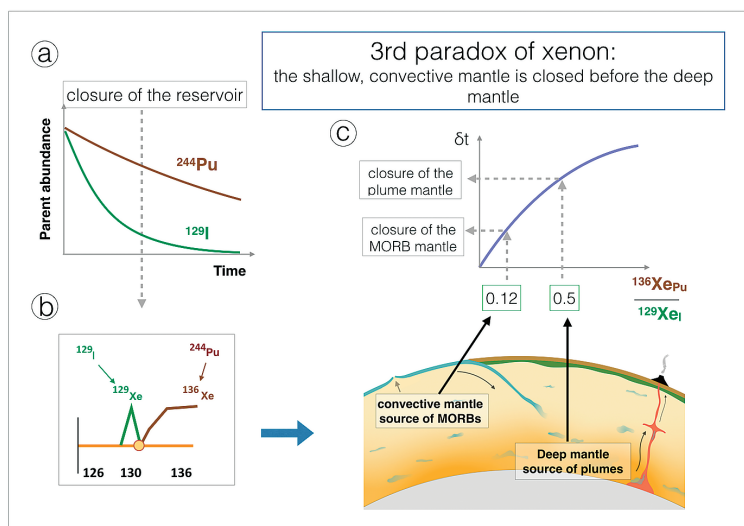 3rd paradox of xenon:
the shallow, convective mantle is closed before the deep
mantle
a
closure of the reservoir
Parent abundance
²⁴⁴Pu
¹²⁹I
Time
b
¹²⁹I
¹²⁹Xe
²⁴⁴Pu
¹³⁶Xe
126 130 136
c
δt
closure of the
plume mantle
closure of the
MORB mantle
0.12 0.5
¹³⁶Xe_Pu
¹²⁹Xe_I
convective mantle
source of MORBs
Deep mantle
source of plumes